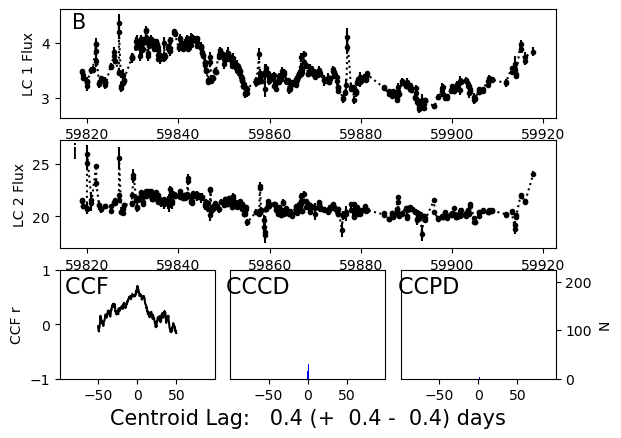 B
LC 1 Flux
4
3
59820 59840 59860 59880 59900 59920
i
LC 2 Flux
25
20
59820 59840 59860 59880 59900 59920
CCF CCCD CCPD
CCF r
1
0
−1
200
100
0
N
−50 0 50 −50 0 50 −50 0 50
Centroid Lag: 0.4 (+ 0.4 - 0.4) days